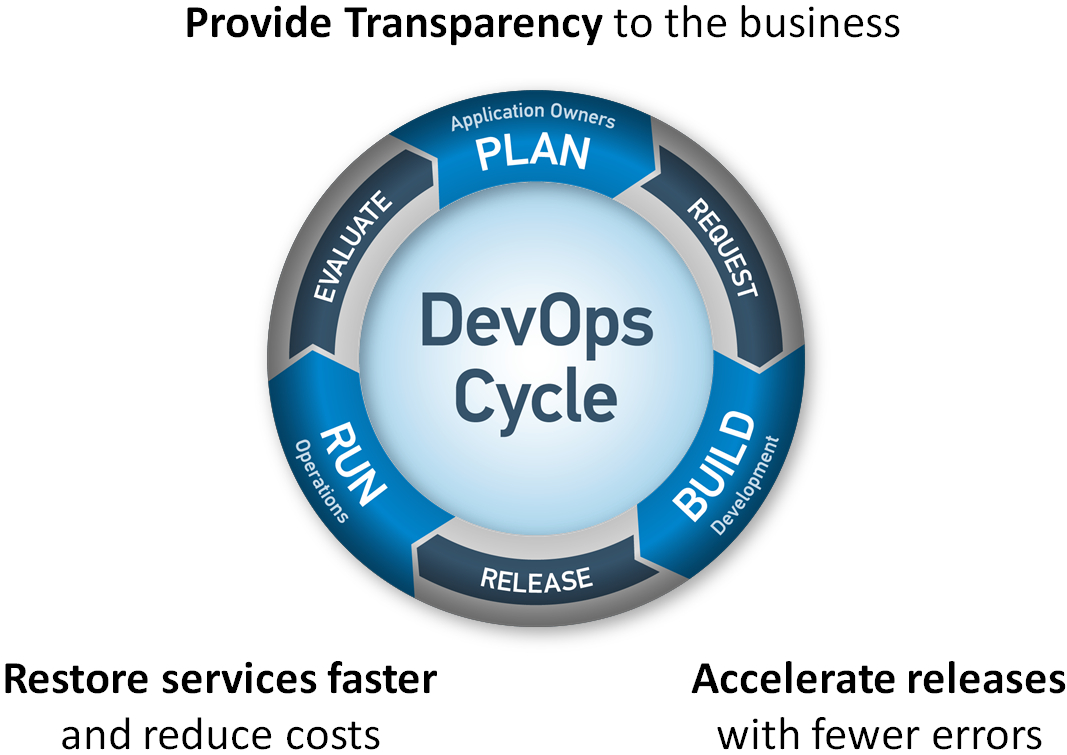 Provide Transparency to the business
Application Owners
PLAN
REQUEST
BUILD
Development
RELEASE
RUN
Operations
EVALUATE
DevOps
Cycle
Restore services faster
and reduce costs
Accelerate releases
with fewer errors